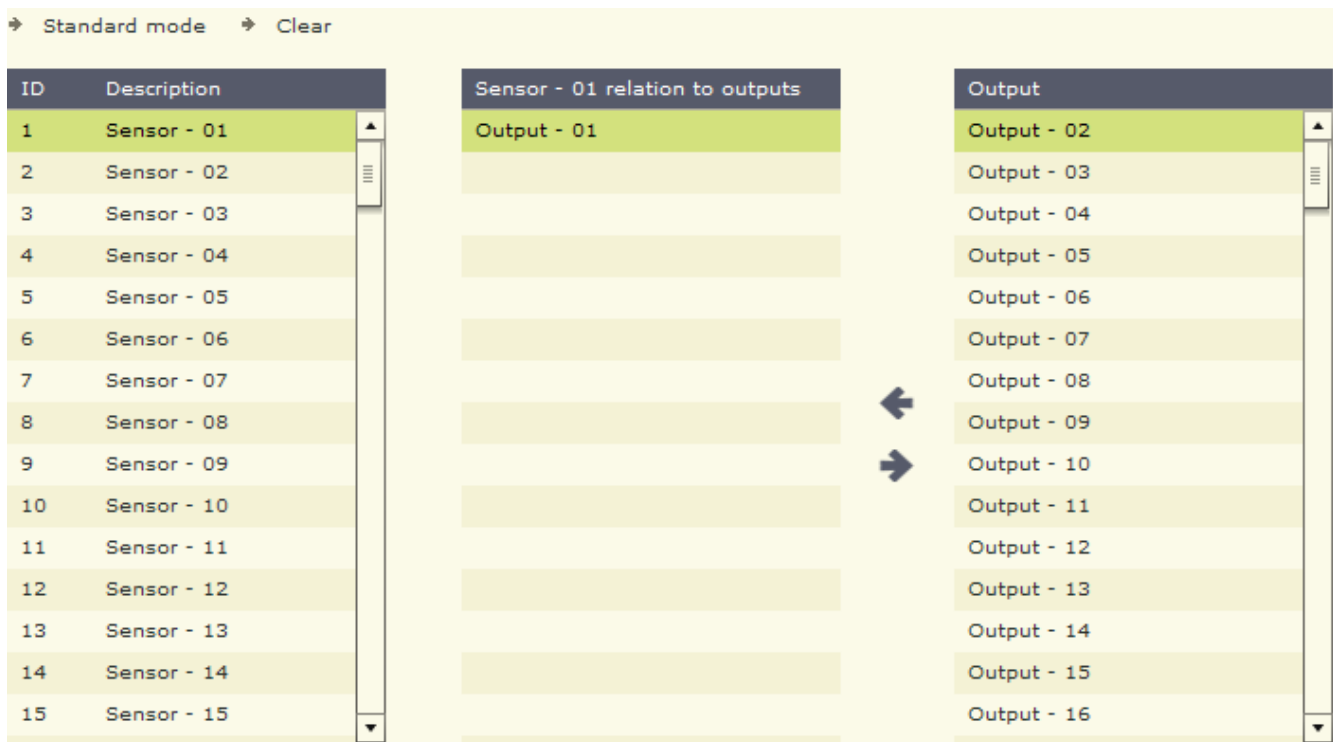 Standard mode Clear
ID Description Sensor - 01 relation to outputs Output
1 Sensor - 01 Output - 01 Output - 02
2 Sensor - 02 Output - 03
3 Sensor - 03 Output - 04
4 Sensor - 04 Output - 05
5 Sensor - 05 Output - 06
6 Sensor - 06 Output - 07
7 Sensor - 07 Output - 08
8 Sensor - 08 Output - 09
9 Sensor - 09 Output - 10
10 Sensor - 10 Output - 11
11 Sensor - 11 Output - 12
12 Sensor - 12 Output - 13
13 Sensor - 13 Output - 14
14 Sensor - 14 Output - 15
15 Sensor - 15 Output - 16